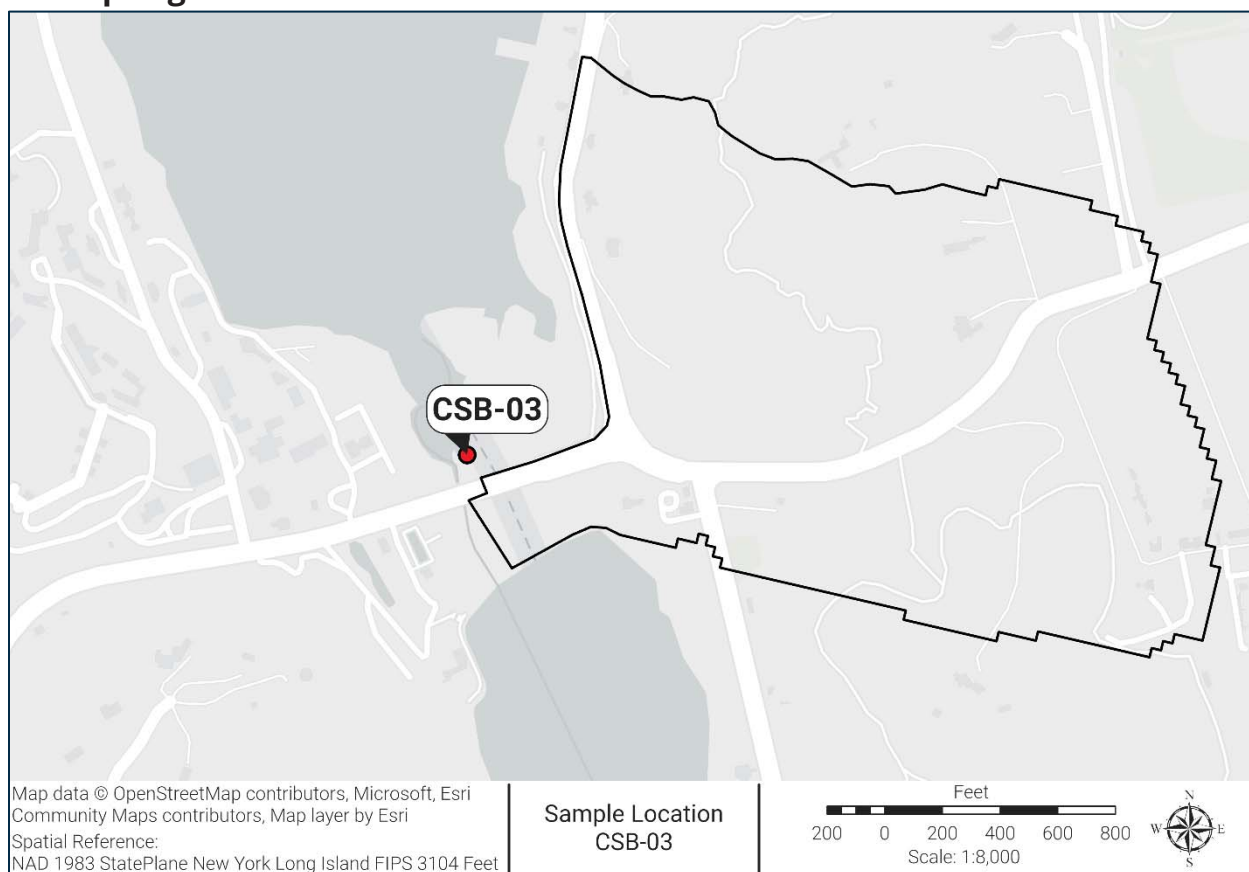 CSB-03
Map data © OpenStreetMap contributors, Microsoft, Esri
Community Maps contributors, Map layer by Esri
Spatial Reference:
NAD 1983 StatePlane New York Long Island FIPS 3104 Feet
Sample Location
CSB-03
Feet
200 0 200 400 600 800
Scale: 1:8,000
N
W E
S